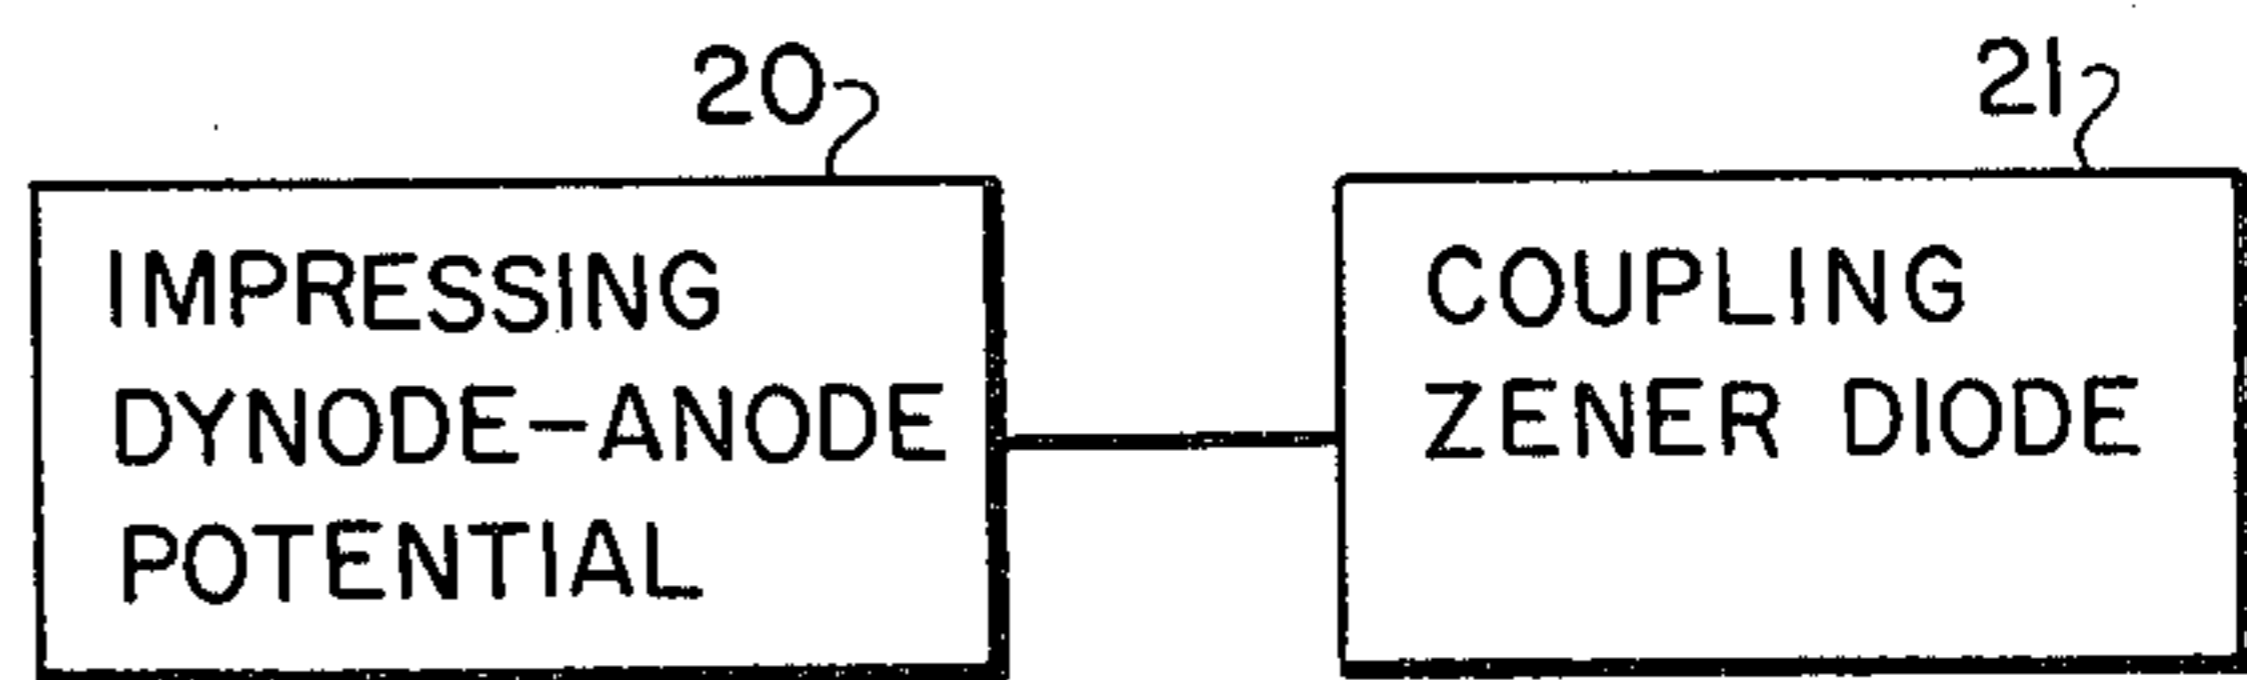 20
IMPRESSING
DYNODE-ANODE
POTENTIAL
21
COUPLING
ZENER DIODE